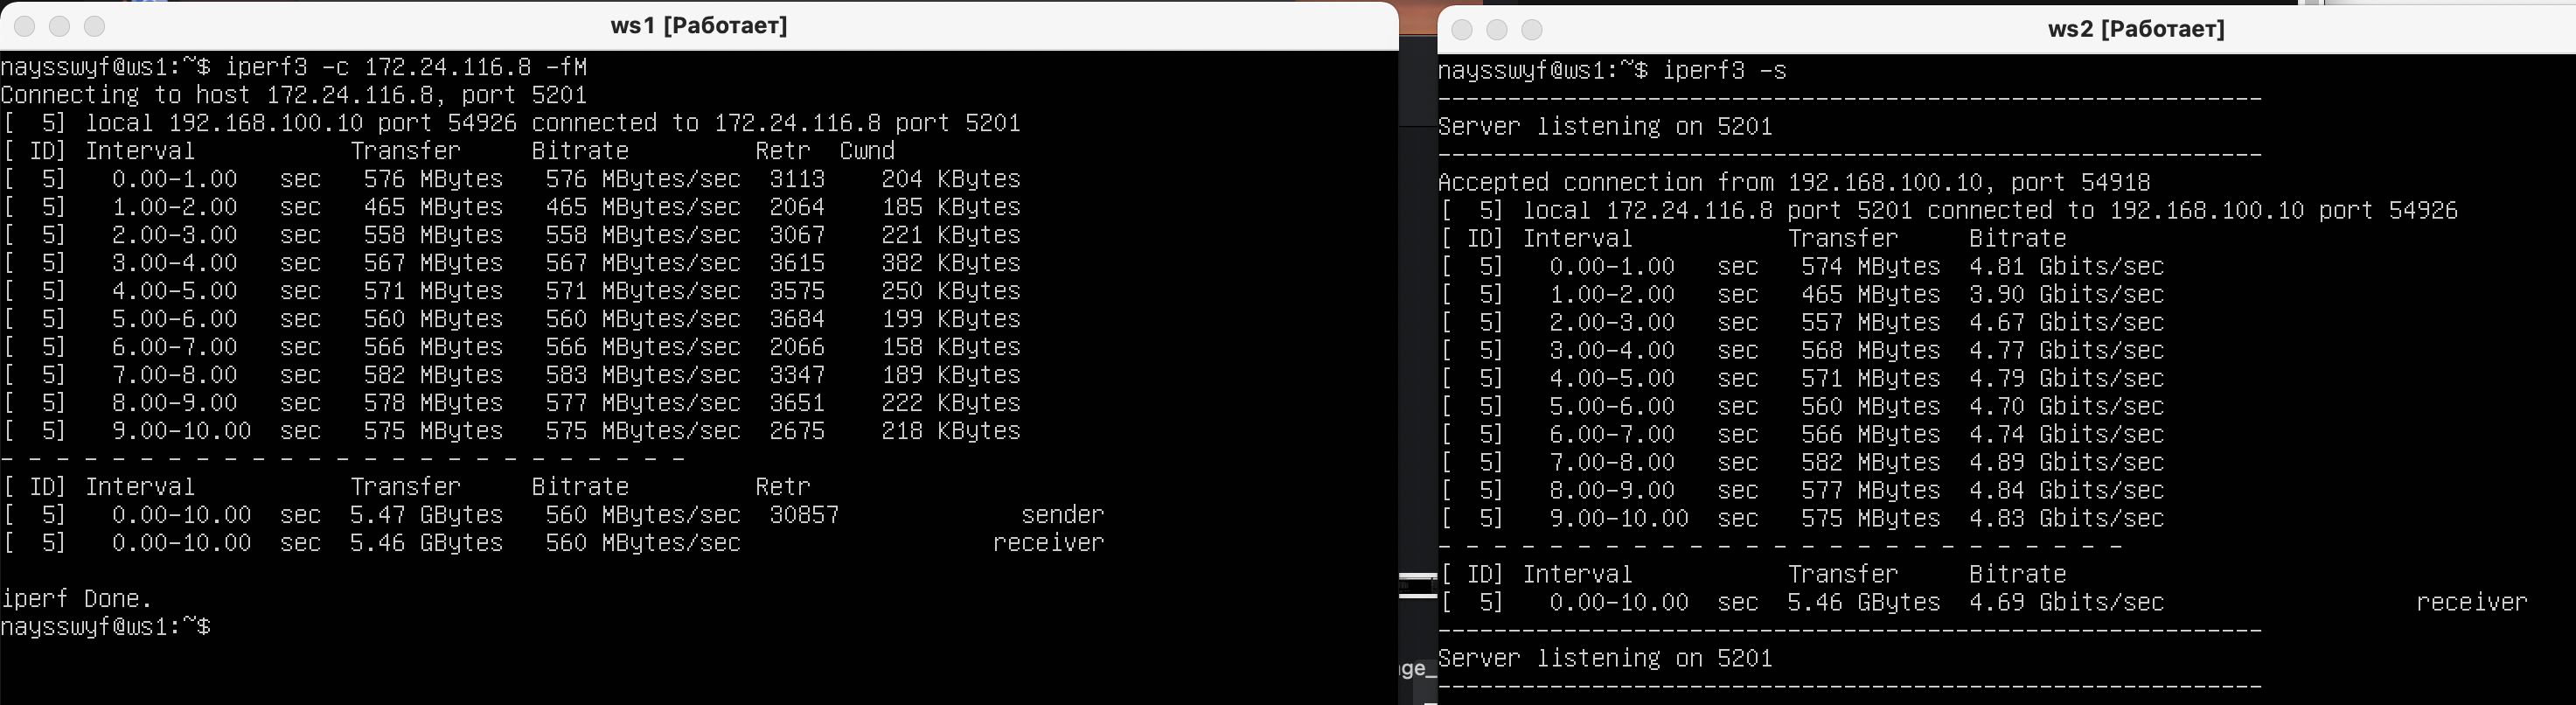 ws1 [Работает]
naysswyf@ws1:~$ iperf3 -c 172.24.116.8 -fM
Connecting to host 172.24.116.8, port 5201
[  5] local 192.168.100.10 port 54926 connected to 172.24.116.8 port 5201
[ ID] Interval           Transfer     Bitrate         Retr  Cwnd
[  5]   0.00-1.00   sec   576 MBytes   576 MBytes/sec  3113    204 KBytes
[  5]   1.00-2.00   sec   465 MBytes   465 MBytes/sec  2064    185 KBytes
[  5]   2.00-3.00   sec   558 MBytes   558 MBytes/sec  3067    221 KBytes
[  5]   3.00-4.00   sec   567 MBytes   567 MBytes/sec  3615    382 KBytes
[  5]   4.00-5.00   sec   571 MBytes   571 MBytes/sec  3575    250 KBytes
[  5]   5.00-6.00   sec   560 MBytes   560 MBytes/sec  3684    199 KBytes
[  5]   6.00-7.00   sec   566 MBytes   566 MBytes/sec  2066    158 KBytes
[  5]   7.00-8.00   sec   582 MBytes   583 MBytes/sec  3347    189 KBytes
[  5]   8.00-9.00   sec   578 MBytes   577 MBytes/sec  3651    222 KBytes
[  5]   9.00-10.00  sec   575 MBytes   575 MBytes/sec  2675    218 KBytes
- - - - - - - - - - - - - - - - - - - - - - - - -
[ ID] Interval           Transfer     Bitrate         Retr
[  5]   0.00-10.00  sec  5.47 GBytes   560 MBytes/sec  30857             sender
[  5]   0.00-10.00  sec  5.46 GBytes   560 MBytes/sec                  receiver
iperf Done.
naysswyf@ws1:~$
ws2 [Работает]
naysswyf@ws1:~$ iperf3 -s
-----------------------------------------------------------
Server listening on 5201
-----------------------------------------------------------
Accepted connection from 192.168.100.10, port 54918
[  5] local 172.24.116.8 port 5201 connected to 192.168.100.10 port 54926
[ ID] Interval           Transfer     Bitrate
[  5]   0.00-1.00   sec   574 MBytes  4.81 Gbits/sec
[  5]   1.00-2.00   sec   465 MBytes  3.90 Gbits/sec
[  5]   2.00-3.00   sec   557 MBytes  4.67 Gbits/sec
[  5]   3.00-4.00   sec   568 MBytes  4.77 Gbits/sec
[  5]   4.00-5.00   sec   571 MBytes  4.79 Gbits/sec
[  5]   5.00-6.00   sec   560 MBytes  4.70 Gbits/sec
[  5]   6.00-7.00   sec   566 MBytes  4.74 Gbits/sec
[  5]   7.00-8.00   sec   582 MBytes  4.89 Gbits/sec
[  5]   8.00-9.00   sec   577 MBytes  4.84 Gbits/sec
[  5]   9.00-10.00  sec   575 MBytes  4.83 Gbits/sec
- - - - - - - - - - - - - - - - - - - - - - - - -
[ ID] Interval           Transfer     Bitrate
[  5]   0.00-10.00  sec  5.46 GBytes  4.69 Gbits/sec                  receiver
-----------------------------------------------------------
Server listening on 5201
-----------------------------------------------------------